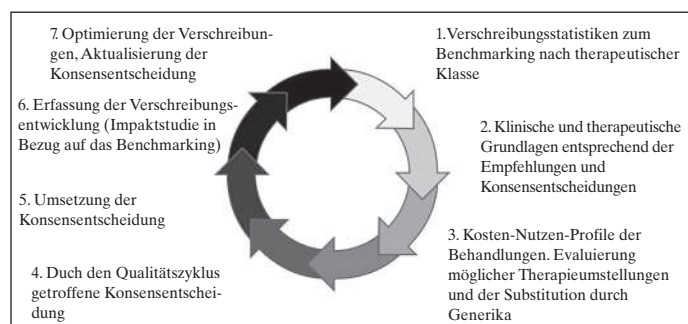 1.Verschreibungsstatistiken zum
Benchmarking nach therapeutischer
Klasse
2. Klinische und therapeutische
Grundlagen entsprechend der
Empfehlungen und
Konsensentscheidungen
3. Kosten-Nutzen-Profile der
Behandlungen. Evaluierung
möglicher Therapieumstellungen
und der Substitution durch
Generika
4. Duch den Qualitätszyklus
getroffene Konsensentschei-
dung
5. Umsetzung der
Konsensentscheidung
6. Erfassung der Verschreibungs-
entwicklung (Impaktstudie in
Bezug auf das Benchmarking)
7. Optimierung der Verschreibun-
gen, Aktualisierung der
Konsensentscheidung